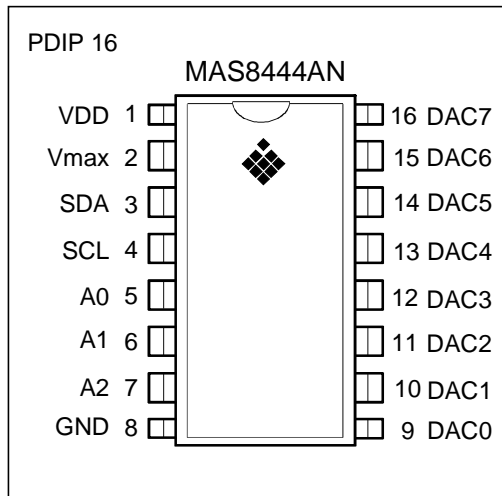 PDIP 16
MAS8444AN
VDD 1 16 DAC7
Vmax 2 15 DAC6
SDA 3 14 DAC5
SCL 4 13 DAC4
A0 5 12 DAC3
A1 6 11 DAC2
A2 7 10 DAC1
GND 8 9 DAC0